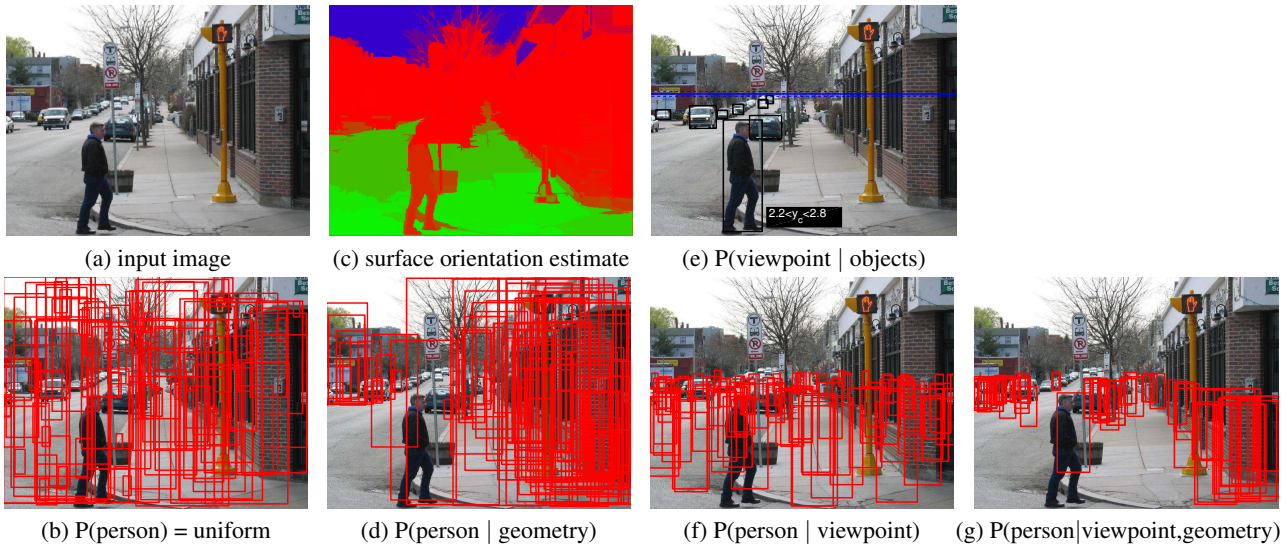 (a) input image
(c) surface orientation estimate
2.2<y_c<2.8
(e) P(viewpoint | objects)
(b) P(person) = uniform
(d) P(person | geometry)
(f) P(person | viewpoint)
(g) P(person|viewpoint,geometry)